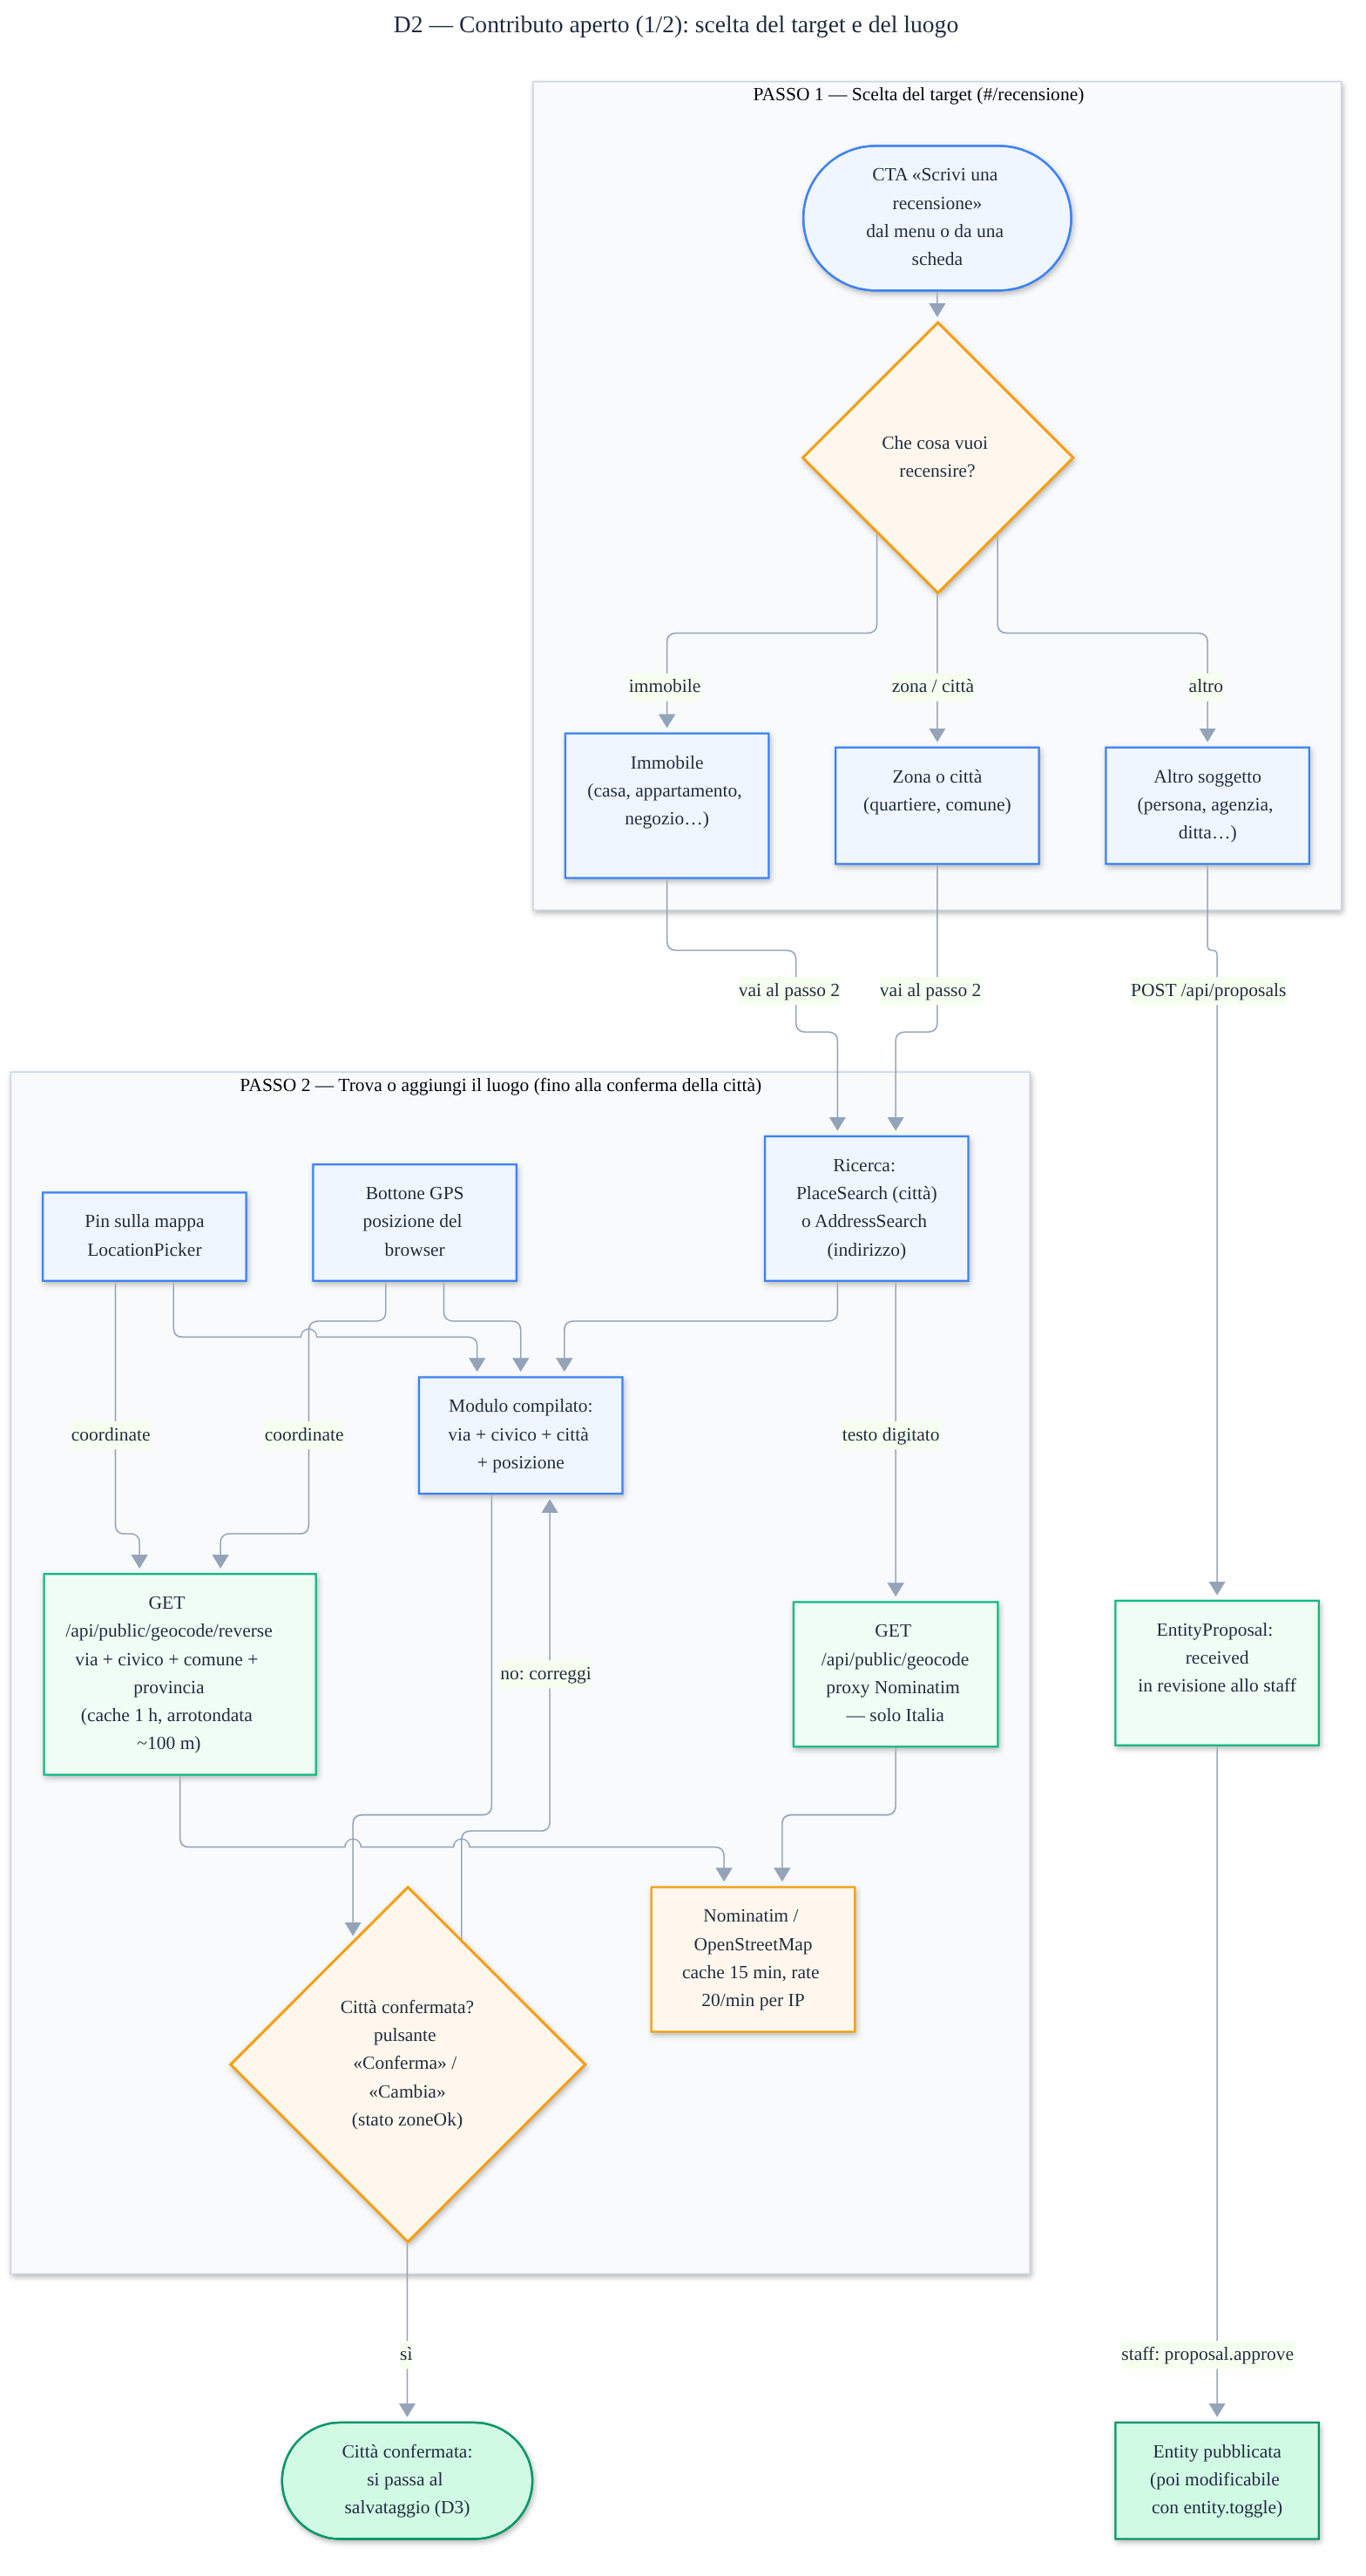 D2 — Contributo aperto (1/2): scelta del target e del luogo
PASSO 1 — Scelta del target (#/recensione)
CTA «Scrivi una
recensione»
dal menu o da una
scheda
Che cosa vuoi
recensire?
immobile
zona / città
altro
Immobile
(casa, appartamento,
negozio…)
Zona o città
(quartiere, comune)
Altro soggetto
(persona, agenzia,
ditta…)
vai al passo 2
vai al passo 2
POST /api/proposals
PASSO 2 — Trova o aggiungi il luogo (fino alla conferma della città)
Pin sulla mappa
LocationPicker
Bottone GPS
posizione del
browser
Ricerca:
PlaceSearch (città)
o AddressSearch
(indirizzo)
Modulo compilato:
via + civico + città
+ posizione
coordinate
coordinate
testo digitato
GET
/api/public/geocode/reverse
via + civico + comune +
provincia
(cache 1 h, arrotondata
~100 m)
no: correggi
GET
/api/public/geocode
proxy Nominatim
— solo Italia
EntityProposal:
received
in revisione allo staff
Città confermata?
pulsante
«Conferma» /
«Cambia»
(stato zoneOk)
Nominatim /
OpenStreetMap
cache 15 min, rate
20/min per IP
sì
staff: proposal.approve
Città confermata:
si passa al
salvataggio (D3)
Entity pubblicata
(poi modificabile
con entity.toggle)